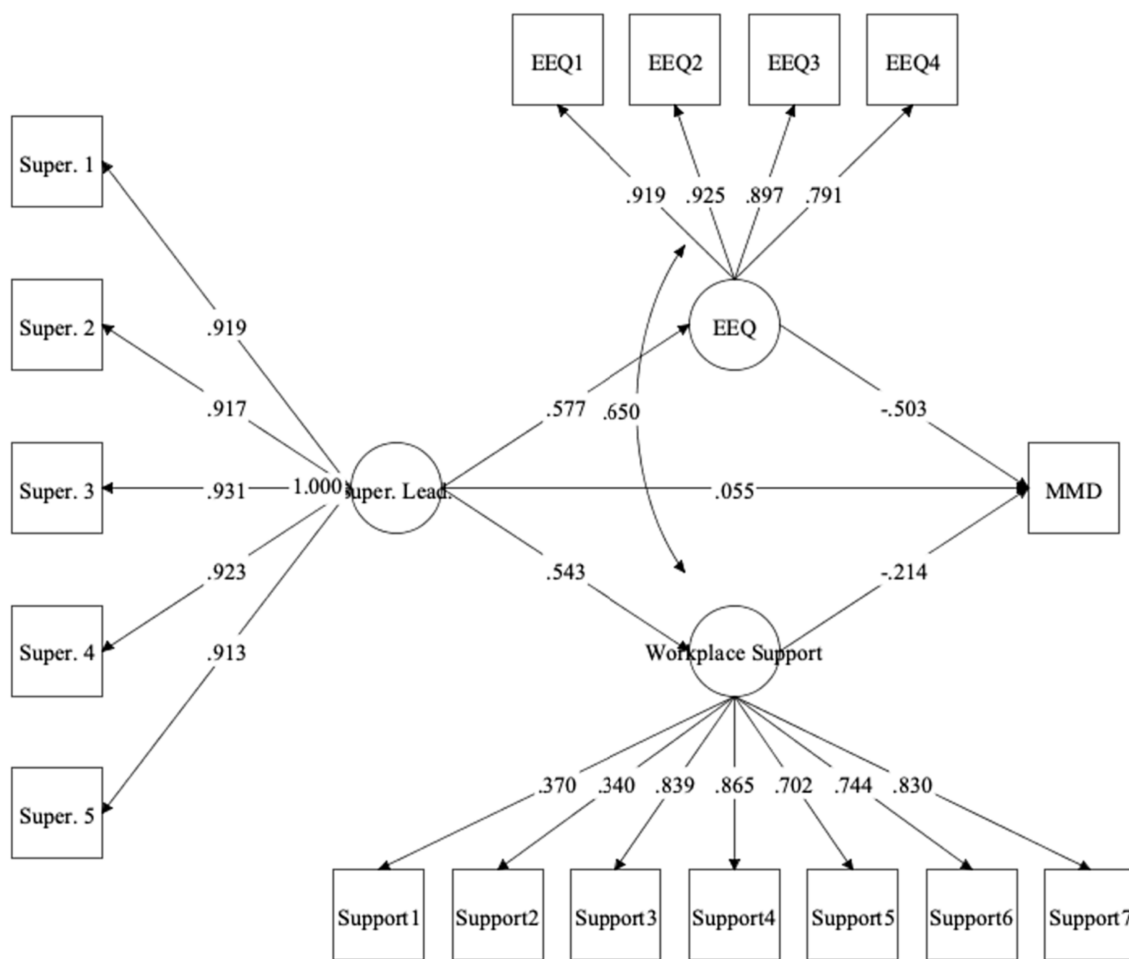 EEQ1 EEQ2 EEQ3 EEQ4
Super. 1
.919 .925 .897 .791
Super. 2
.919
EEQ
.917
.577 .650 -.503
Super. 3
.931 1.000 Super. Lead. .055 MMD
.923
.543 -.214
Super. 4
.913
Workplace Support
.370 .340 .839 .865 .702 .744 .830
Super. 5
Support1 Support2 Support3 Support4 Support5 Support6 Support7